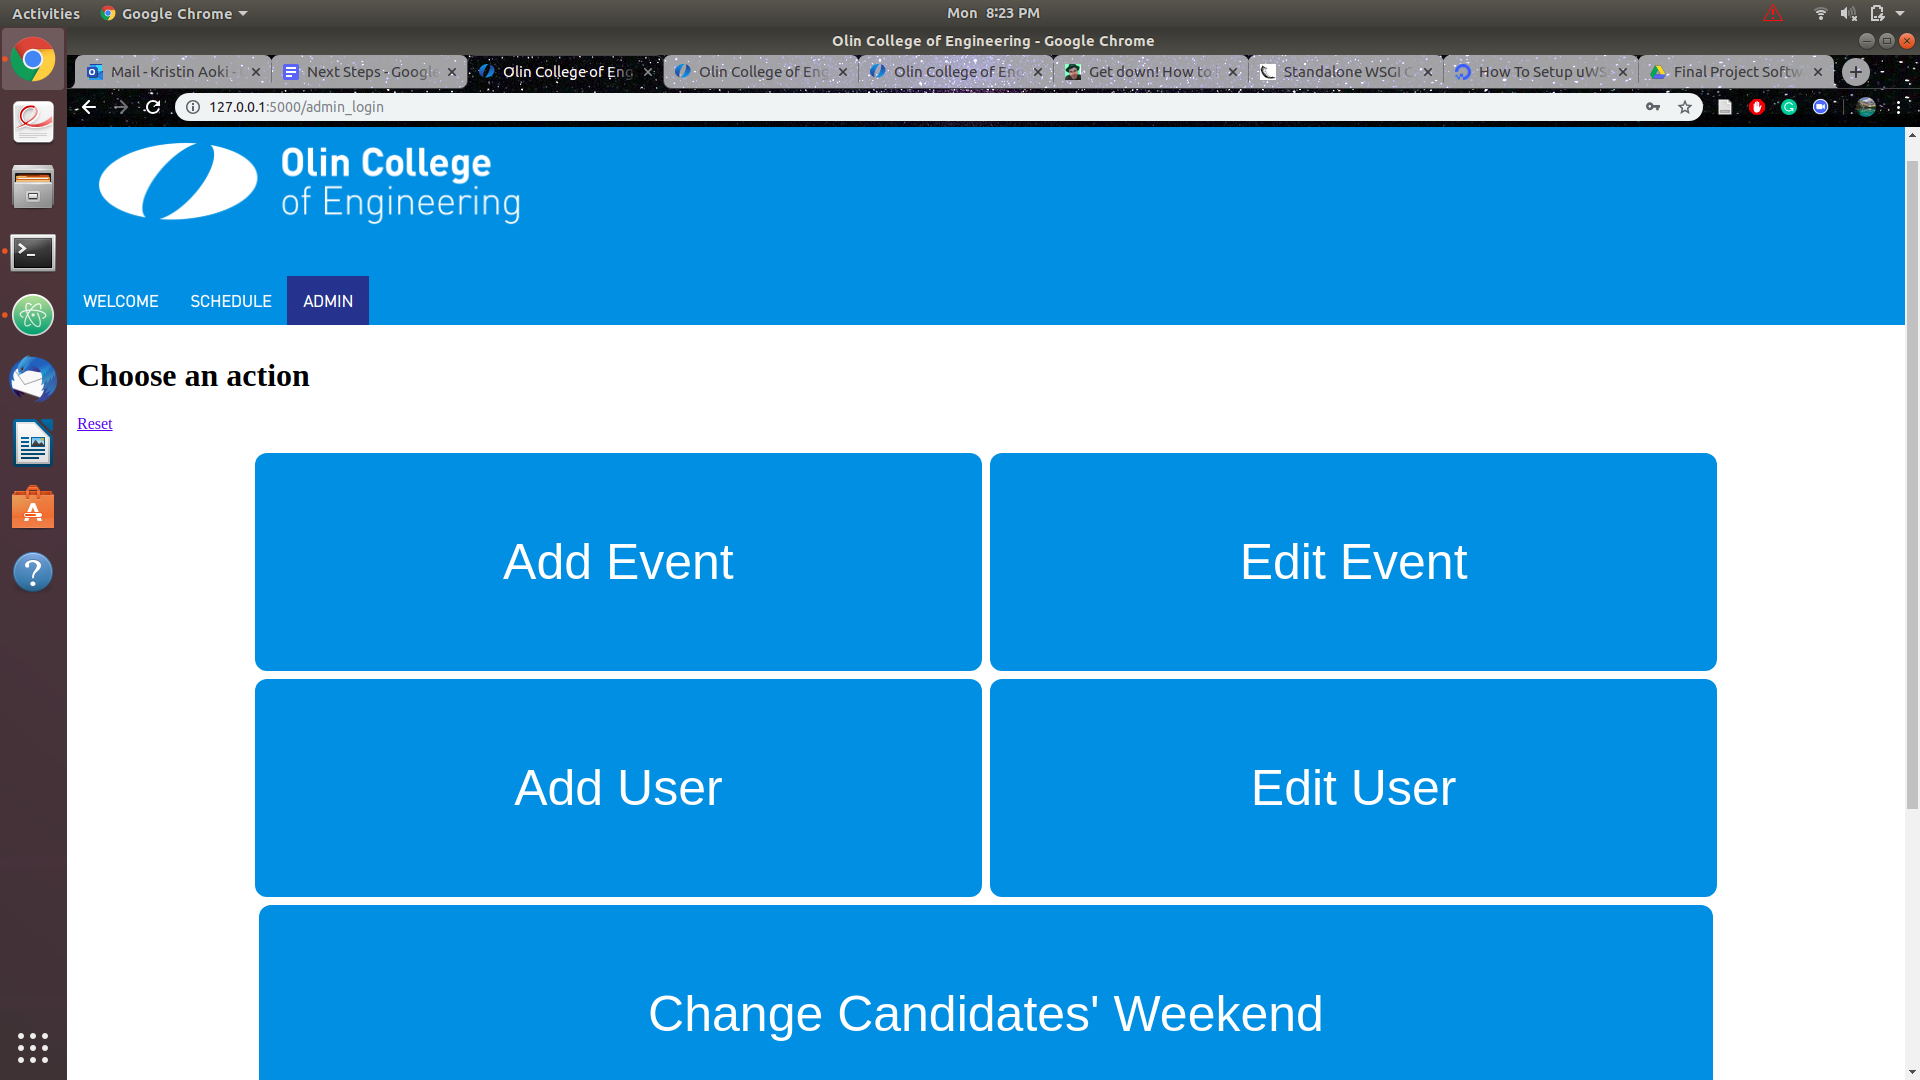 Activities
Google Chrome
Mon 8:23 PM
Olin College of Engineering - Google Chrome
Mail - Kristin Aoki -
Next Steps - Google
Olin College of Eng
Olin College of Eng
Olin College of Eng
Get down! How to
Standalone WSGI C
How To Setup uWS
Final Project Softw
127.0.0.1:5000/admin_login
Olin College
of Engineering
WELCOME
SCHEDULE
ADMIN
Choose an action
Reset
Add Event
Edit Event
Add User
Edit User
Change Candidates' Weekend